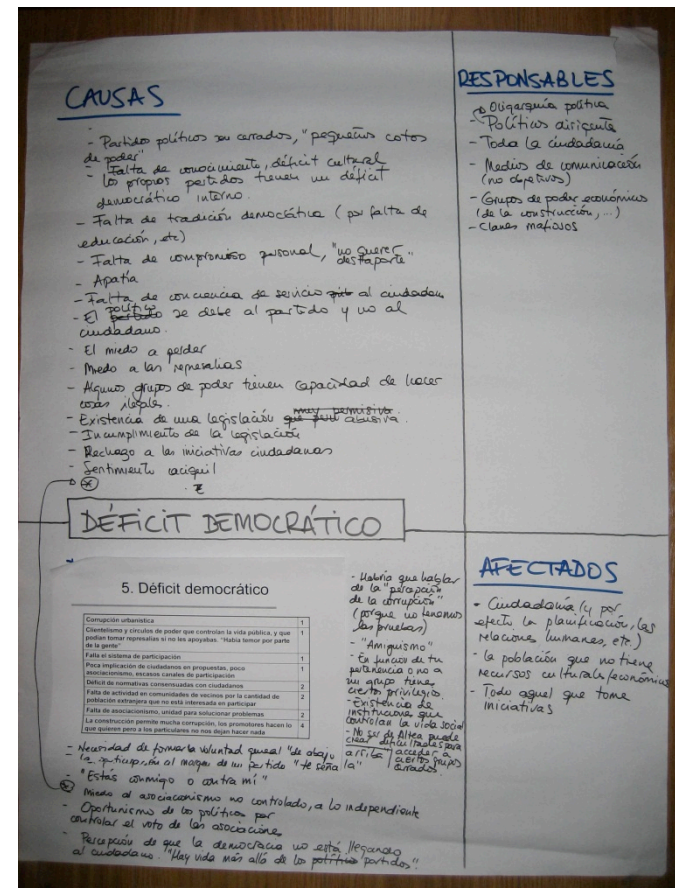 CAUSAS
- Partidos políticos son cerrados, "pequeños cotos
de poder"
- Falta de conocimiento, déficit cultural
- los propios partidos tienen un déficit
democrático interno.
- Falta de tradición democrática (por falta de
educación, etc)
- Falta de compromiso personal, "no querer
destaparte"
- Apatía
- Falta de conciencia de servicio al ciudadano
- El político se debe al partido y no al
ciudadano.
- El miedo a perder
- Miedo a las represalias
- Algunos grupos de poder tienen capacidad de hacer
cosas ilegales.
- Existencia de una legislación muy permisiva abusiva.
- Incumplimiento de la legislación
- Rechazo a las iniciativas ciudadanas
- Sentimiento caciquil
RESPONSABLES
Oligarquía política
- Políticos dirigente
- Toda la ciudadanía
- Medios de comunicación
(no objetivos)
- Grupos de poder económicos
(de la construcción, ...)
- Clanes mafiosos
DÉFICIT DEMOCRÁTICO
5. Déficit democrático
Corrupción urbanística 1
Clientelismo y círculos de poder que controlan la vida pública, y que 1
podían tomar represalias si no les apoyabas. "Había temor por parte
de la gente"
Falta el sistema de participación 1
Poca implicación de ciudadanos en propuestas, poco 1
asociacionismo, escasos canales de participación
Déficit de normativas consensuadas con ciudadanos 2
Falta de actividad en comunidades de vecinos por la cantidad de 2
población extranjera que no está interesada en participar
Falta de asociacionismo, unidad para solucionar problemas 2
La construcción permite mucha corrupción, los promotores hacen lo 4
que quieren pero a los particulares no nos dejan hacer nada
- Habría que hablar
de la "percepción
de la corrupción"
(porque no tenemos
las pruebas)
- "Amiguismo"
- En función de tu
pertenencia o no a
un grupo tienes
ciertos privilegios.
- Existencia de
instituciones que
controlan la vida social
- No ser de Altea puede
crear dificultades para
acceder a
ciertos grupos
cerrados.
- Necesidad de formar la voluntad general "de abajo
arriba"
la participación al margen de un partido "te señala"
- "Estás conmigo o contra mí"
Miedo al asociacionismo no controlado, a lo independiente
- Oportunismo de los políticos por
controlar el voto de las asociaciones
- Percepción de que la democracia no está llegando
al ciudadano. "Hay vida más allá de los políticos partidos".
AFECTADOS
- Ciudadanía (y por
efecto la planificación, las
relaciones humanas, etc.)
- la población que no tiene
recursos culturales/económicos
- Todo aquel que tome
iniciativas